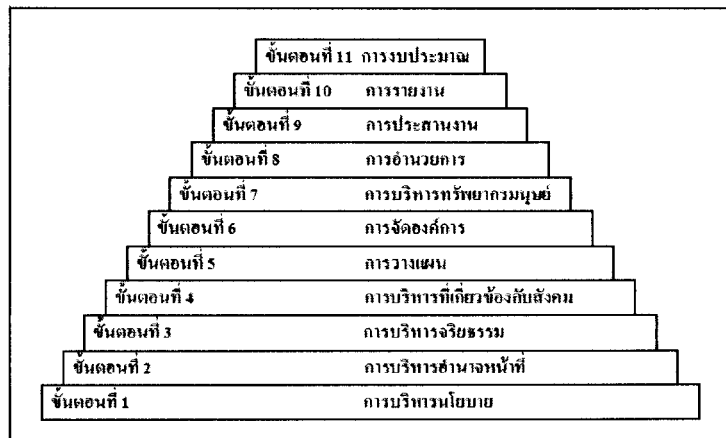 ขั้นตอนที่ 11 การงบประมาณ
ขั้นตอนที่ 10 การรายงาน
ขั้นตอนที่ 9 การประสานงาน
ขั้นตอนที่ 8 การอำนวยการ
ขั้นตอนที่ 7 การบริหารทรัพยากรมนุษย์
ขั้นตอนที่ 6 การจัดองค์การ
ขั้นตอนที่ 5 การวางแผน
ขั้นตอนที่ 4 การบริหารที่เกี่ยวข้องกับสังคม
ขั้นตอนที่ 3 การบริหารจริยธรรม
ขั้นตอนที่ 2 การบริหารอำนาจหน้าที่
ขั้นตอนที่ 1 การบริหารนโยบาย